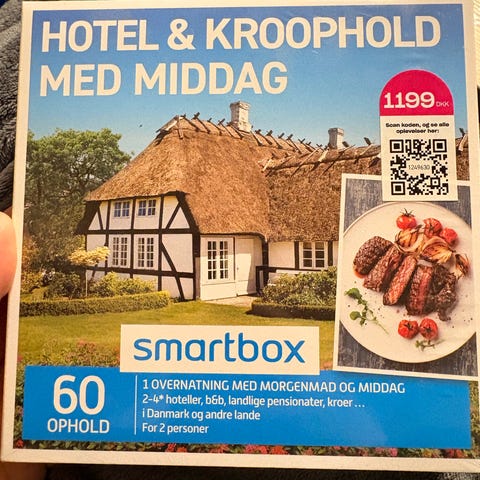 HOTEL & KROOPHOLD
MED MIDDAG
1199 DKK
Scan koden, og se alle
oplevelser her:
1249630
smartbox
60
OPHOLD
1 OVERNATNING MED MORGENMAD OG MIDDAG
2-4* hoteller, b&b, landlige pensionater, kroer ...
i Danmark og andre lande
For 2 personer